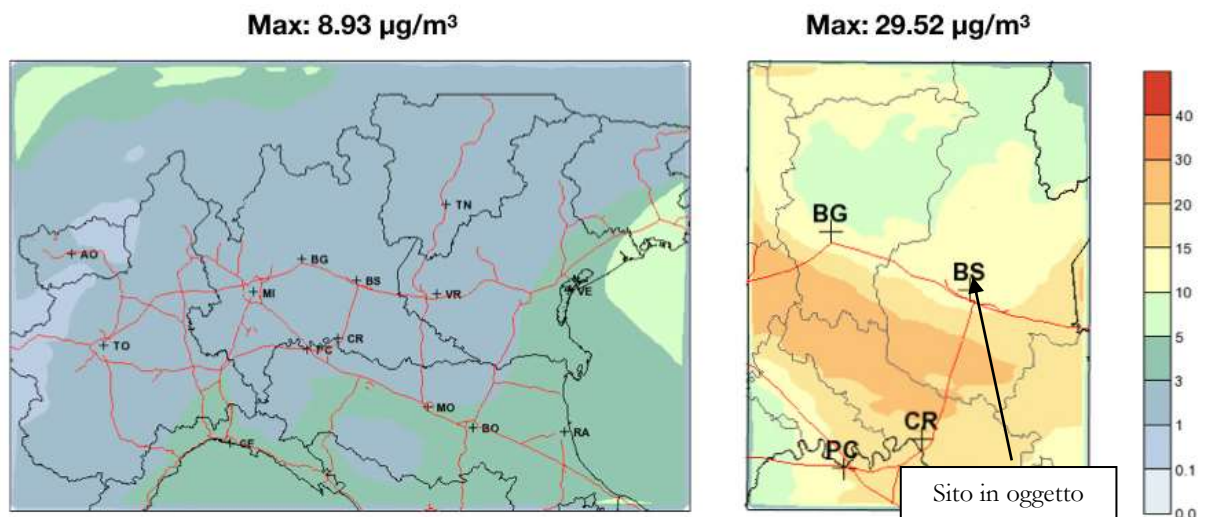 Max: 8.93 µg/m³
Max: 29.52 µg/m³
TN
AO
BG
MI
BS
VR
VE
TO
CR
PC
MO
BO
RA
GE
BG
BS
CR
PC
Sito in oggetto
40
30
20
15
10
5
3
1
0.1
0.0